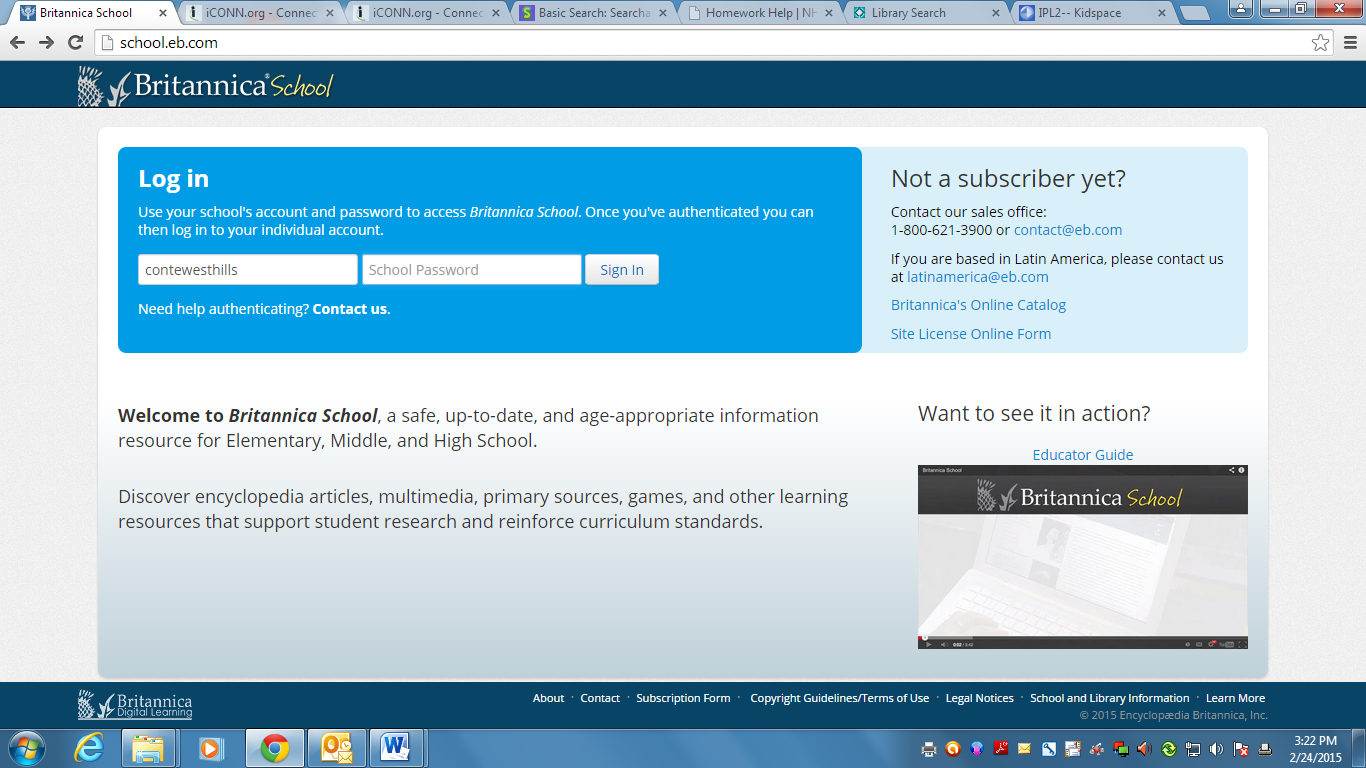 Britannica School
iCONN.org - Connec
iCONN.org - Connec
Basic Search: Searcha
Homework Help | NH
Library Search
IPL2-- Kidspace
school.eb.com
Britannica® School
Log in
Use your school's account and password to access Britannica School. Once you've authenticated you can
then log in to your individual account.
contewesthills
School Password
Sign In
Need help authenticating? Contact us.
Not a subscriber yet?
Contact our sales office:
1-800-621-3900 or contact@eb.com
If you are based in Latin America, please contact us
at latinamerica@eb.com
Britannica's Online Catalog
Site License Online Form
Welcome to Britannica School, a safe, up-to-date, and age-appropriate information
resource for Elementary, Middle, and High School.
Discover encyclopedia articles, multimedia, primary sources, games, and other learning
resources that support student research and reinforce curriculum standards.
Want to see it in action?
Educator Guide
Britannica School
Britannica School
Britannica
Digital Learning
About · Contact · Subscription Form · Copyright Guidelines/Terms of Use · Legal Notices · School and Library Information · Learn More
© 2015 Encyclopædia Britannica, Inc.
3:22 PM
2/24/2015